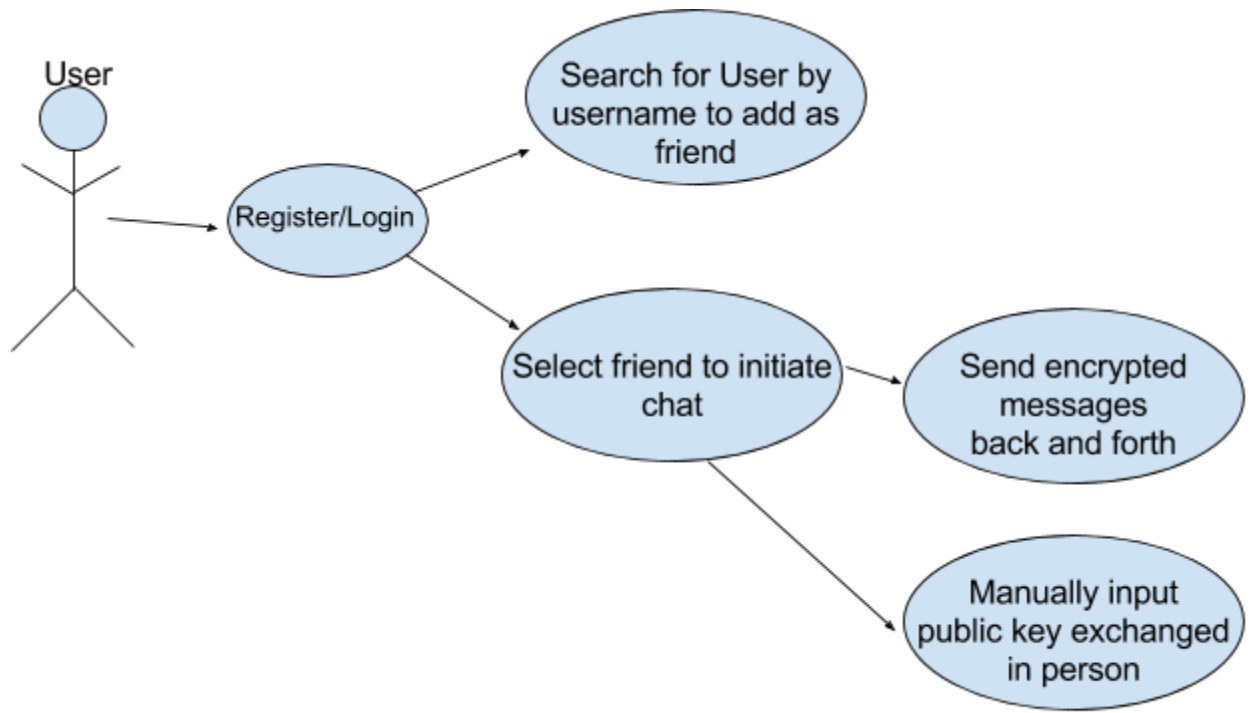 User
Search for User by
username to add as
friend
Register/Login
Select friend to initiate
chat
Send encrypted
messages
back and forth
Manually input
public key exchanged
in person